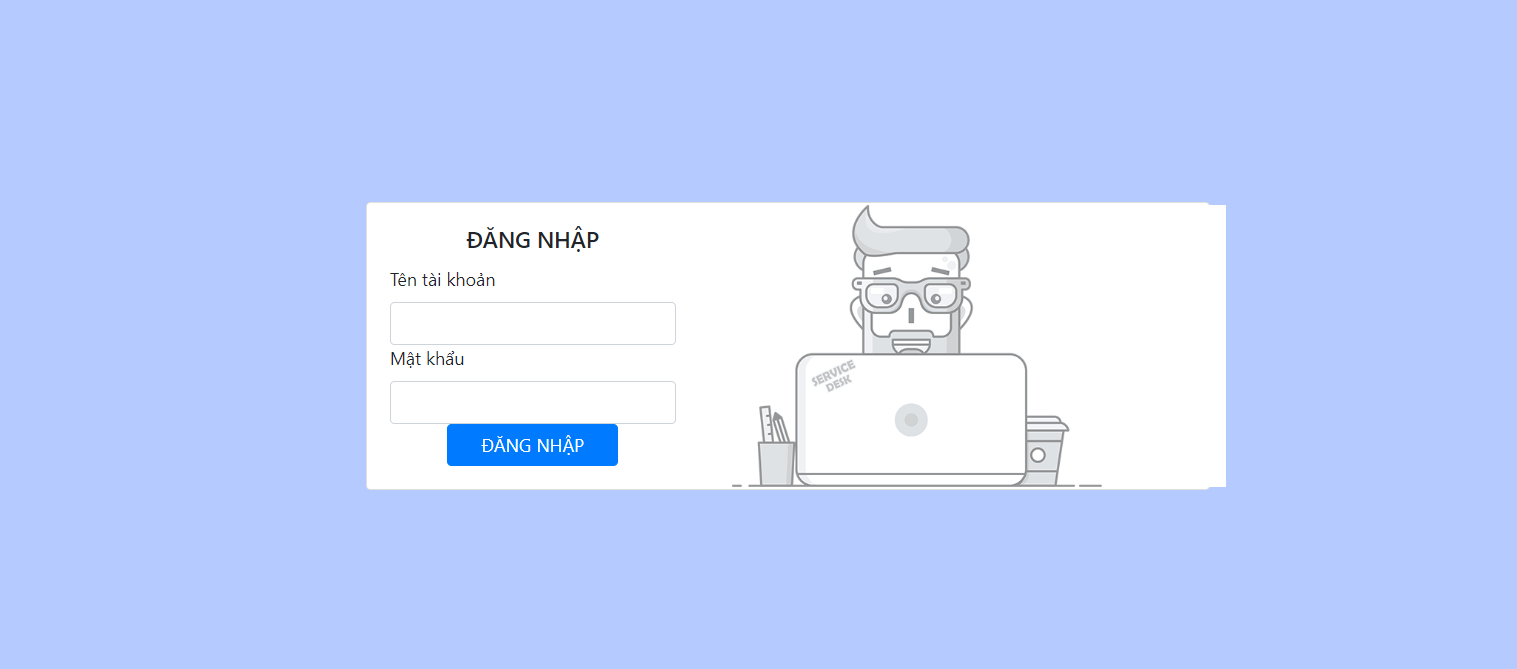 ĐĂNG NHẬP
Tên tài khoản
Mật khẩu
ĐĂNG NHẬP
SERVICE
DESK